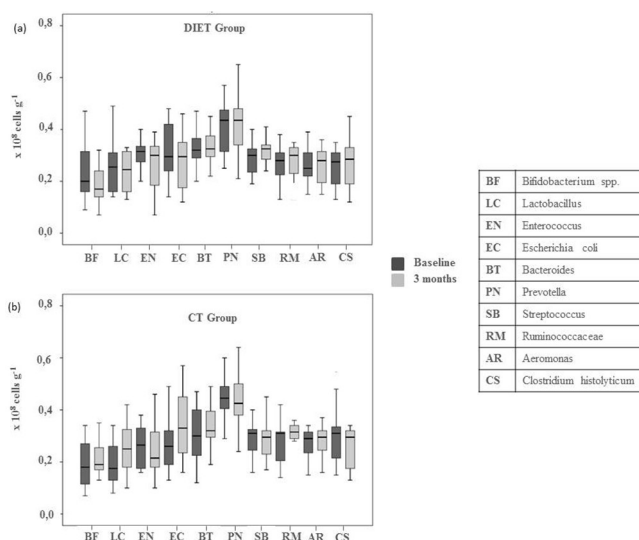 (a)
DIET Group
x 10⁸ cells g⁻¹
0,8
0,6
0,4
0,2
0,0
BF LC EN EC BT PN SB RM AR CS
Baseline
3 months
(b)
CT Group
x 10⁸ cells g⁻¹
0,8
0,6
0,4
0,2
0,0
BF LC EN EC BT PN SB RM AR CS
BF Bifidobacterium spp.
LC Lactobacillus
EN Enterococcus
EC Escherichia coli
BT Bacteroides
PN Prevotella
SB Streptococcus
RM Ruminococcaceae
AR Aeromonas
CS Clostridium histolyticum